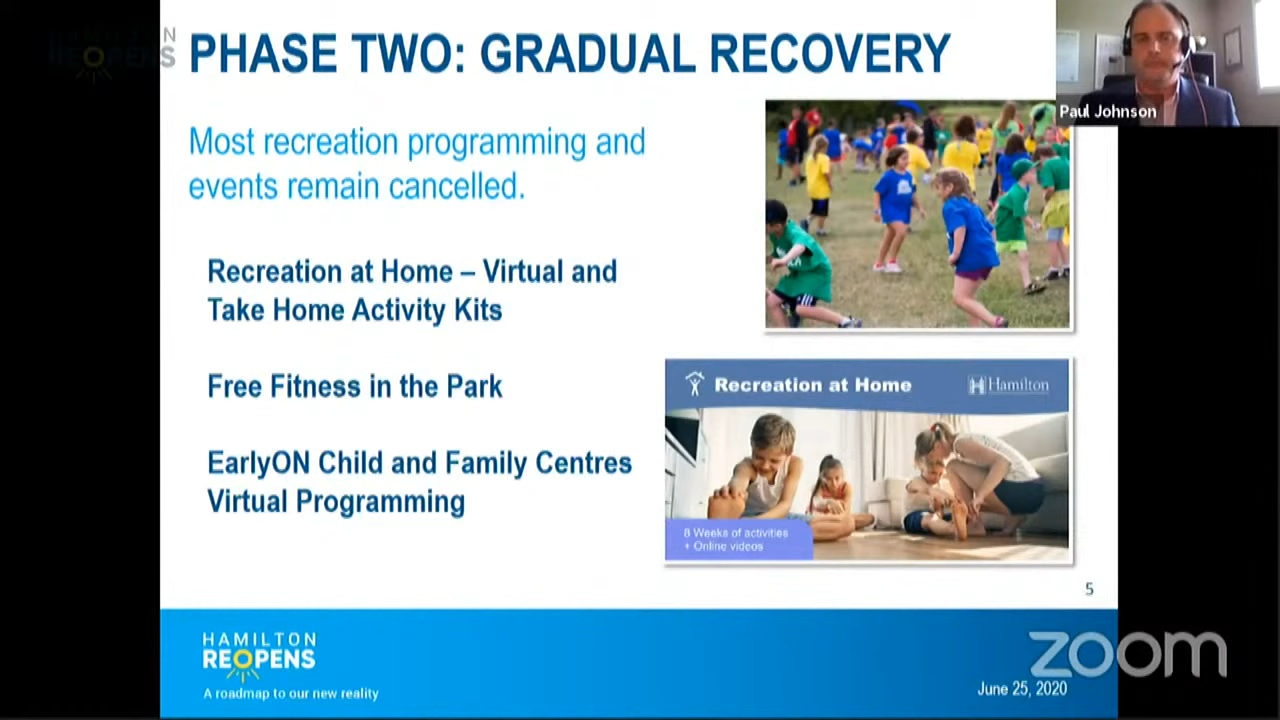 HAMILTON
REOPENS
PHASE TWO: GRADUAL RECOVERY
Paul Johnson
Most recreation programming and
events remain cancelled.
Recreation at Home – Virtual and
Take Home Activity Kits
Free Fitness in the Park
EarlyON Child and Family Centres
Virtual Programming
Recreation at Home
Hamilton
8 Weeks of activities
+ Online videos
5
HAMILTON
REOPENS
A roadmap to our new reality
zoom
June 25, 2020